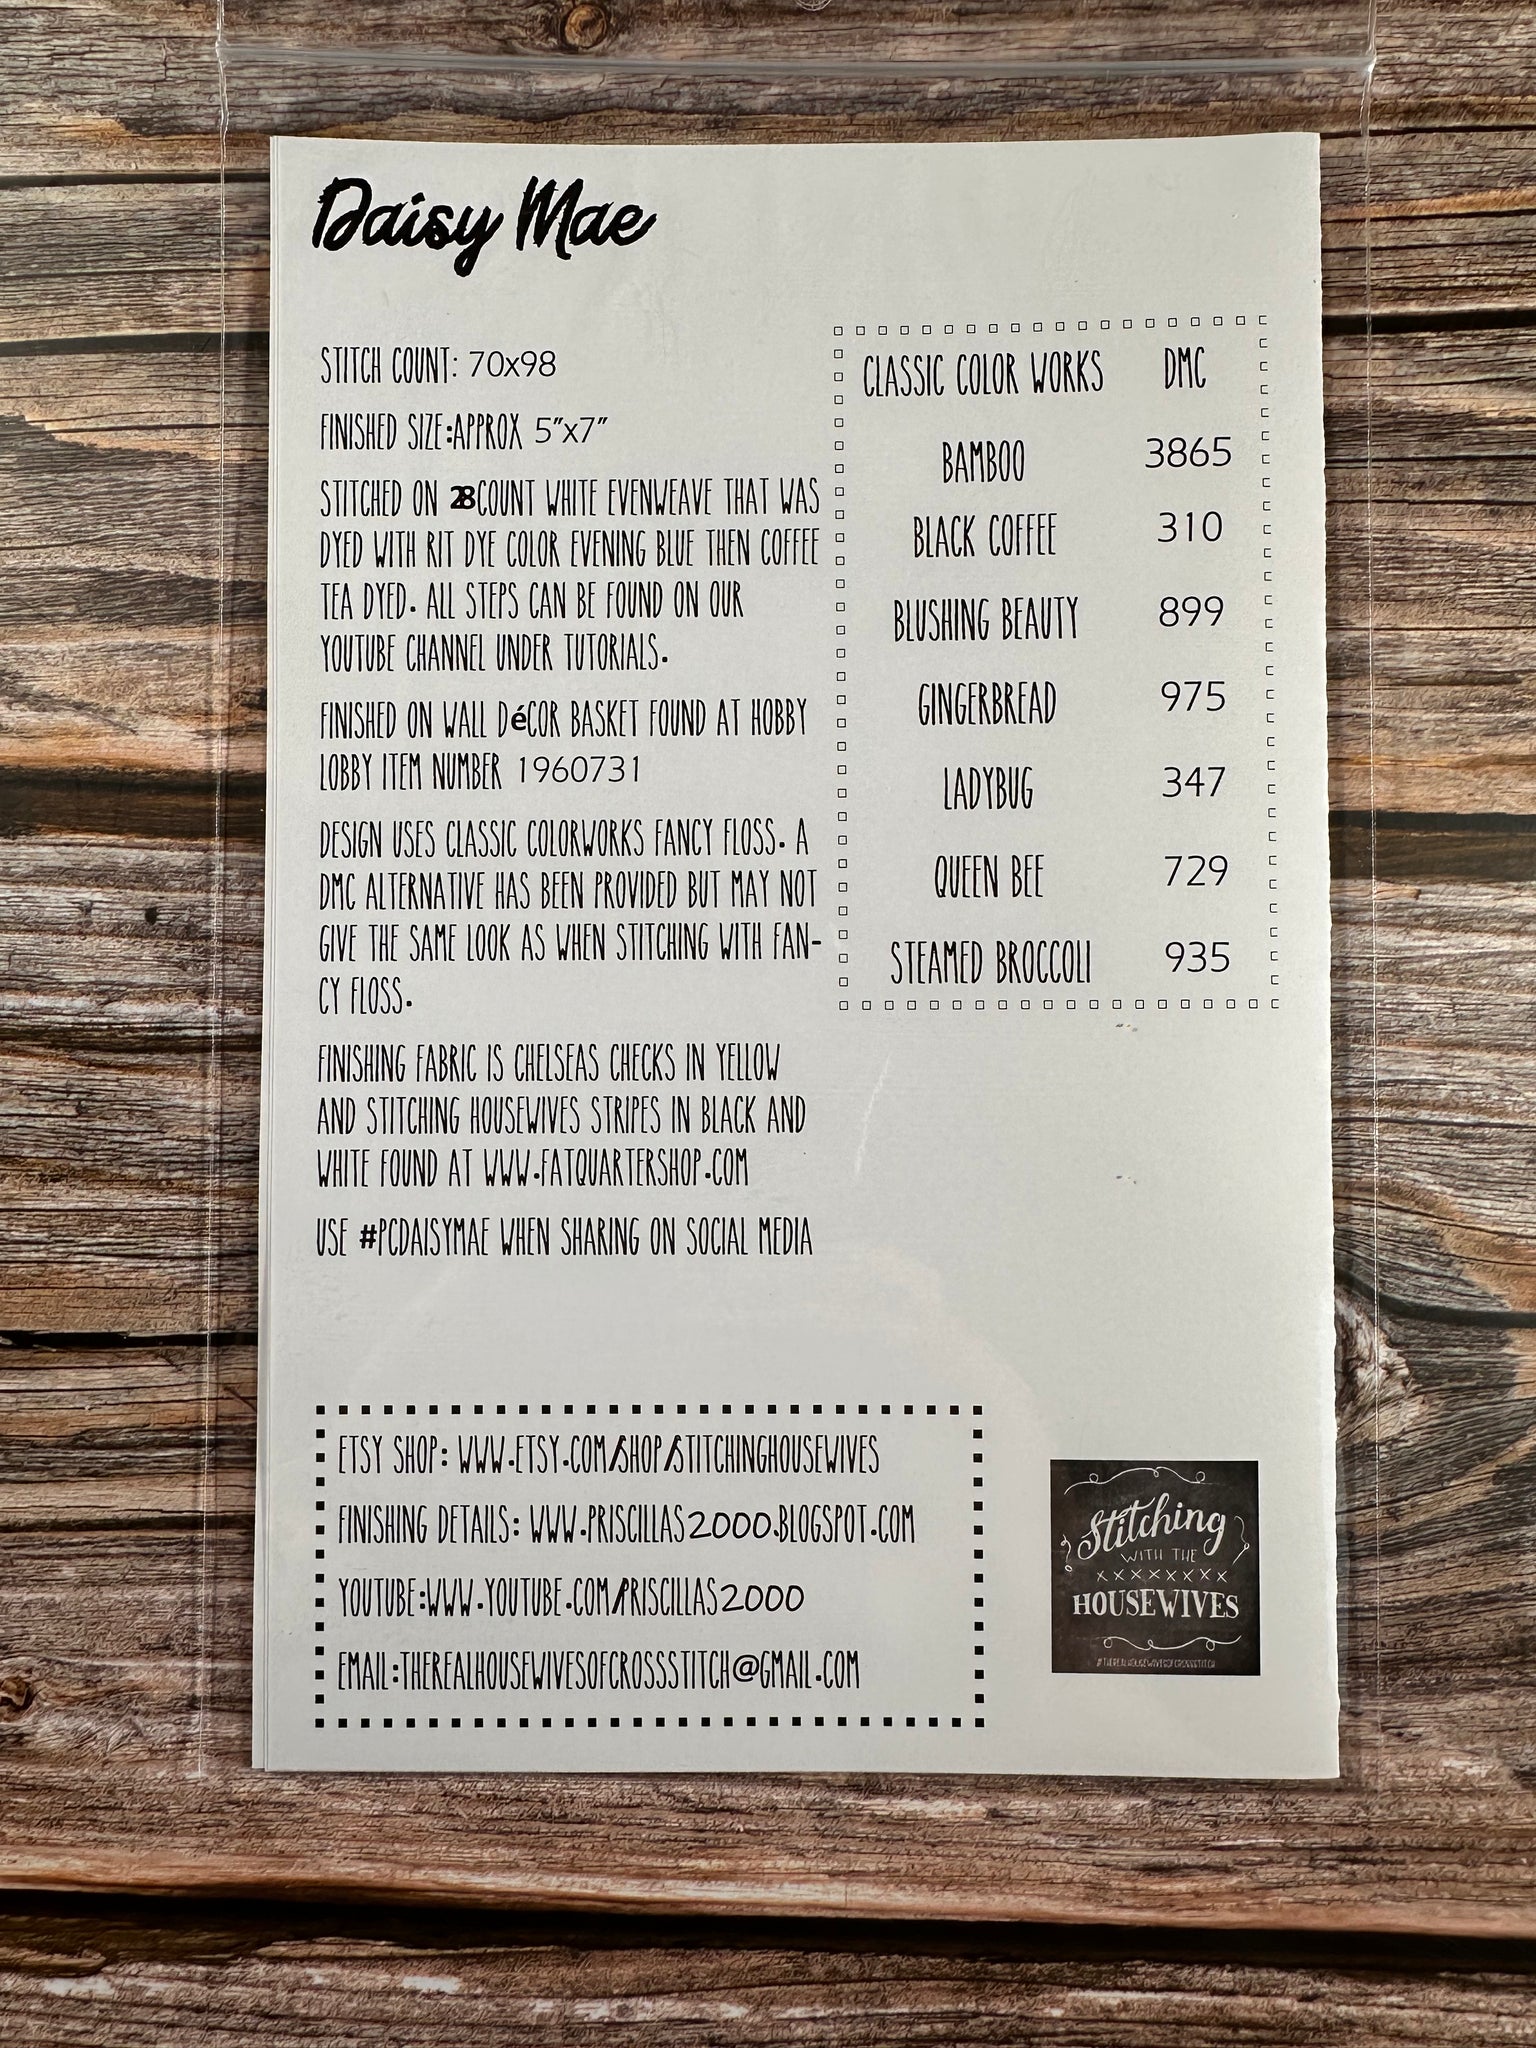 Daisy Mae
STITCH COUNT: 70x98
FINISHED SIZE:APPROX 5"x7"
STITCHED ON 28COUNT WHITE EVENWEAVE THAT WAS
DYED WITH RIT DYE COLOR EVENING BLUE THEN COFFEE
TEA DYED. ALL STEPS CAN BE FOUND ON OUR
YOUTUBE CHANNEL UNDER TUTORIALS.
FINISHED ON WALL DéCOR BASKET FOUND AT HOBBY
LOBBY ITEM NUMBER 1960731
DESIGN USES CLASSIC COLORWORKS FANCY FLOSS. A
DMC ALTERNATIVE HAS BEEN PROVIDED BUT MAY NOT
GIVE THE SAME LOOK AS WHEN STITCHING WITH FAN-
CY FLOSS.
FINISHING FABRIC IS CHELSEAS CHECKS IN YELLOW
AND STITCHING HOUSEWIVES STRIPES IN BLACK AND
WHITE FOUND AT WWW.FATQUARTERSHOP.COM
USE #PCDAISYMAE WHEN SHARING ON SOCIAL MEDIA
CLASSIC COLOR WORKS DMC
BAMBOO 3865
BLACK COFFEE 310
BLUSHING BEAUTY 899
GINGERBREAD 975
LADYBUG 347
QUEEN BEE 729
STEAMED BROCCOLI 935
ETSY SHOP: WWW.ETSY.COM/SHOP/STITCHINGHOUSEWIVES
FINISHING DETAILS: WWW.PRISCILLAS2000.BLOGSPOT.COM
YOUTUBE:WWW.YOUTUBE.COM/PRISCILLAS2000
EMAIL:THEREALHOUSEWIVESOFCROSSSTITCH@GMAIL.COM
Stitching
WITH THE
XXXXXXXX
HOUSEWIVES
#THEREALHOUSEWIVESOFCROSSSTITCH